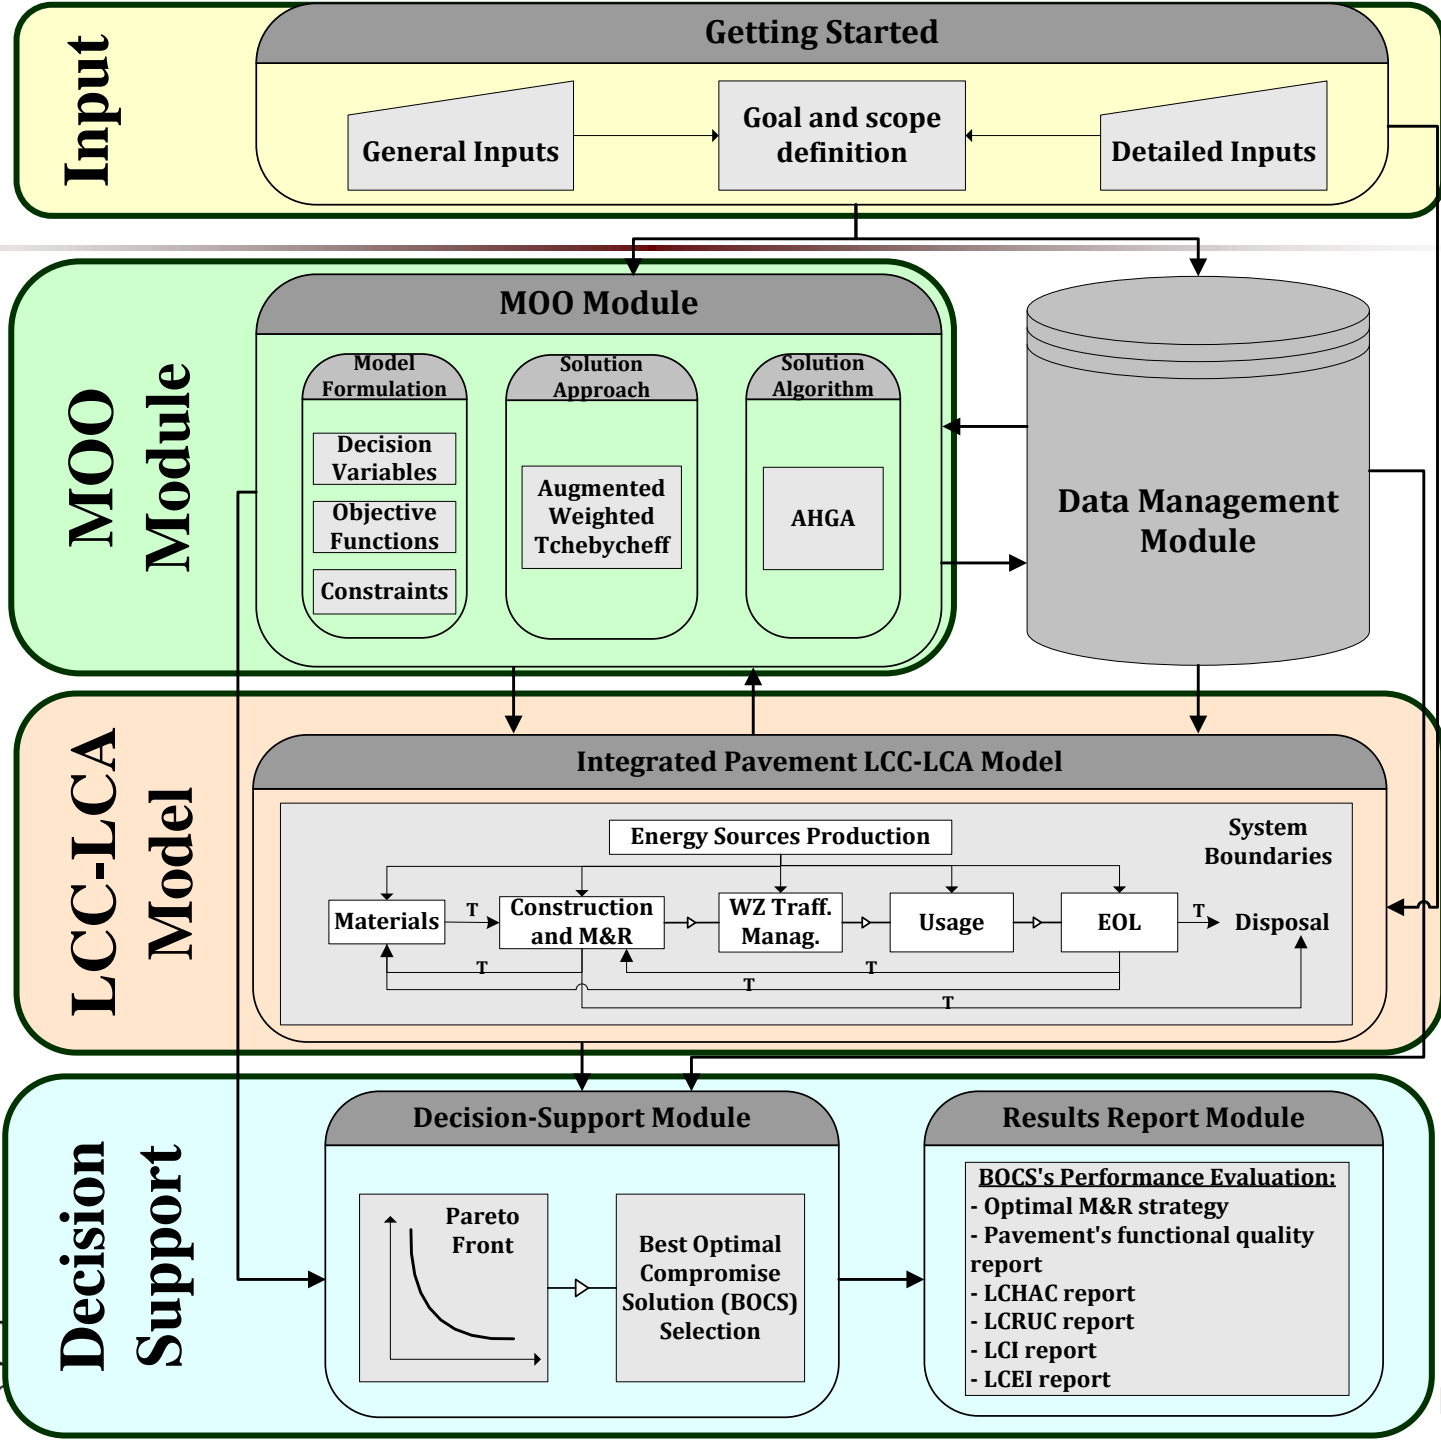 Input
Getting Started
General Inputs
Goal and scope
definition
Detailed Inputs
MOO
Module
MOO Module
Model
Formulation
Decision
Variables
Objective
Functions
Constraints
Solution
Approach
Augmented
Weighted
Tchebycheff
Solution
Algorithm
AHGA
Data Management
Module
LCC-LCA
Model
Integrated Pavement LCC-LCA Model
Energy Sources Production
System
Boundaries
Materials
T
Construction
and M&R
WZ Traff.
Manag.
Usage
EOL
T
Disposal
T
T
T
T
Decision
Support
Decision-Support Module
Pareto
Front
Best Optimal
Compromise
Solution (BOCS)
Selection
Results Report Module
BOCS's Performance Evaluation:
- Optimal M&R strategy
- Pavement's functional quality
report
- LCHAC report
- LCRUC report
- LCI report
- LCEI report